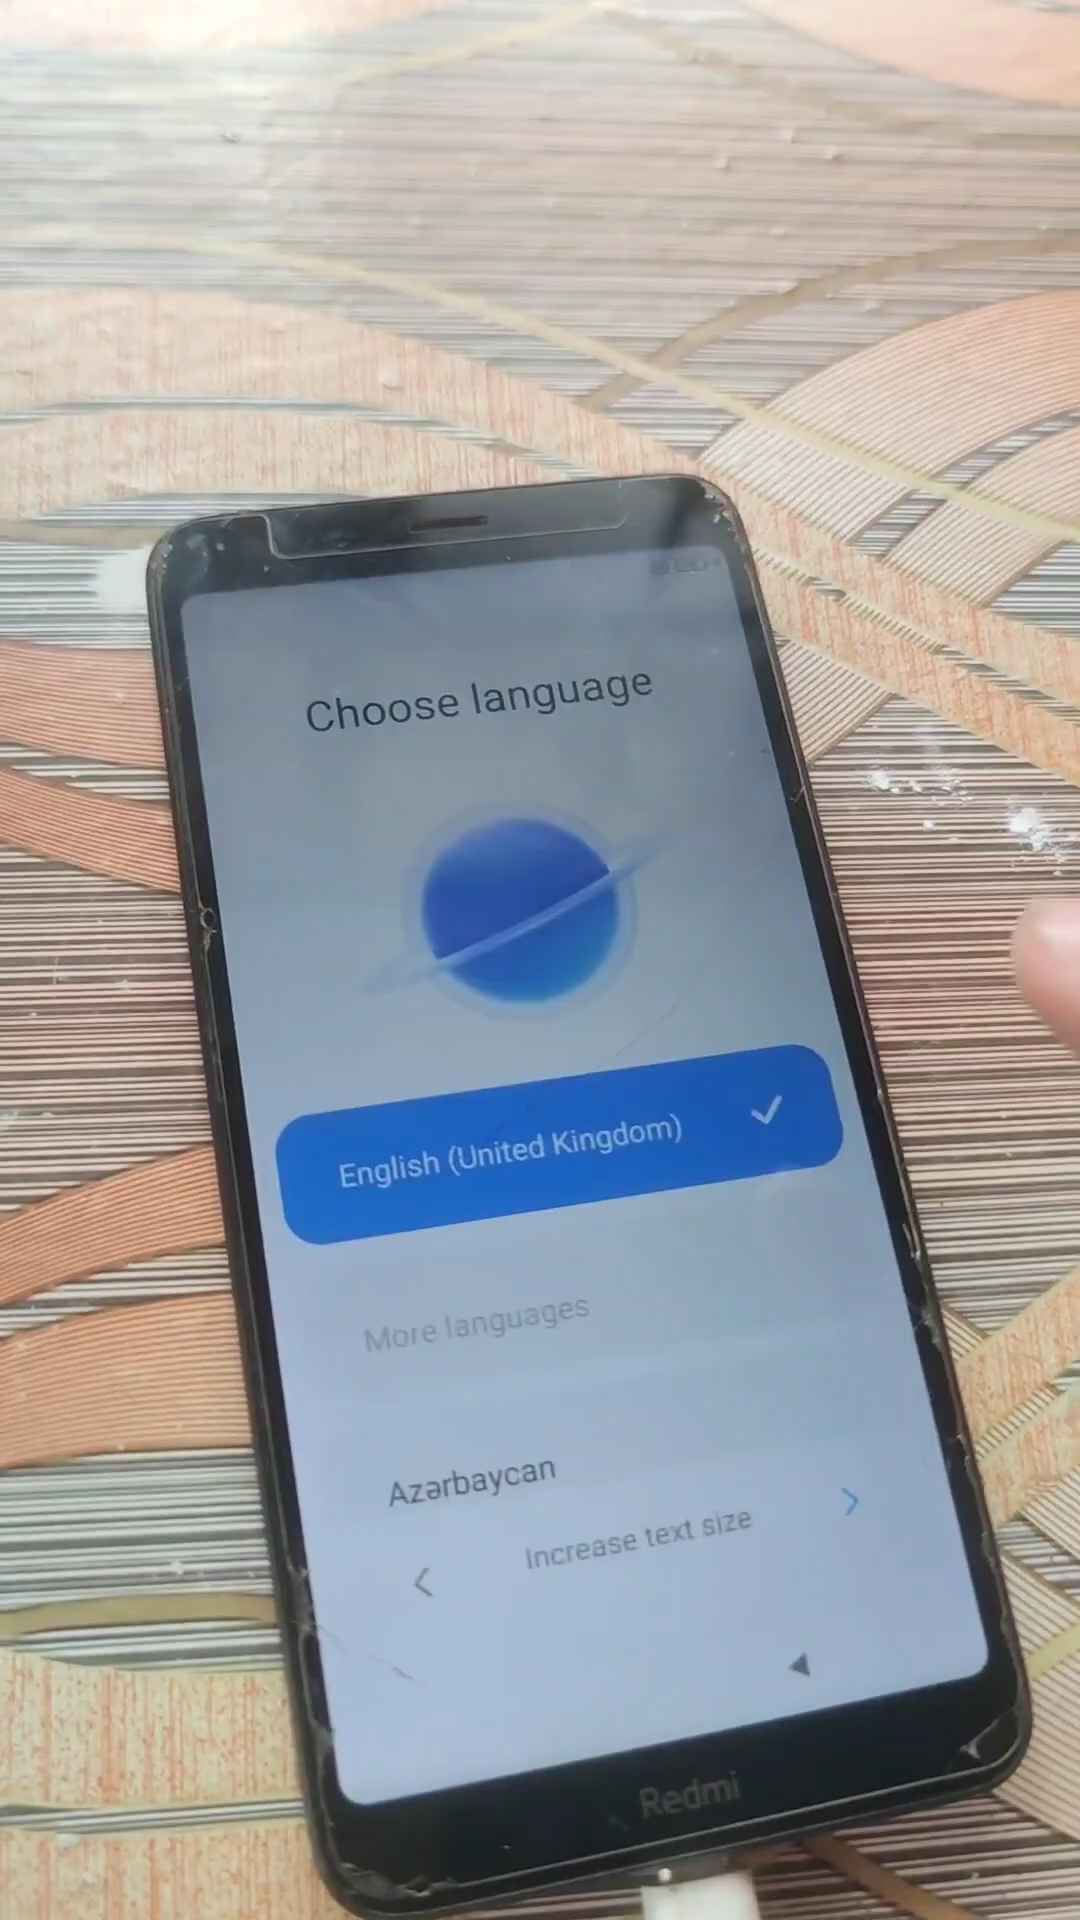 Choose language
English (United Kingdom)
More languages
Azərbaycan
Increase text size
Redmi